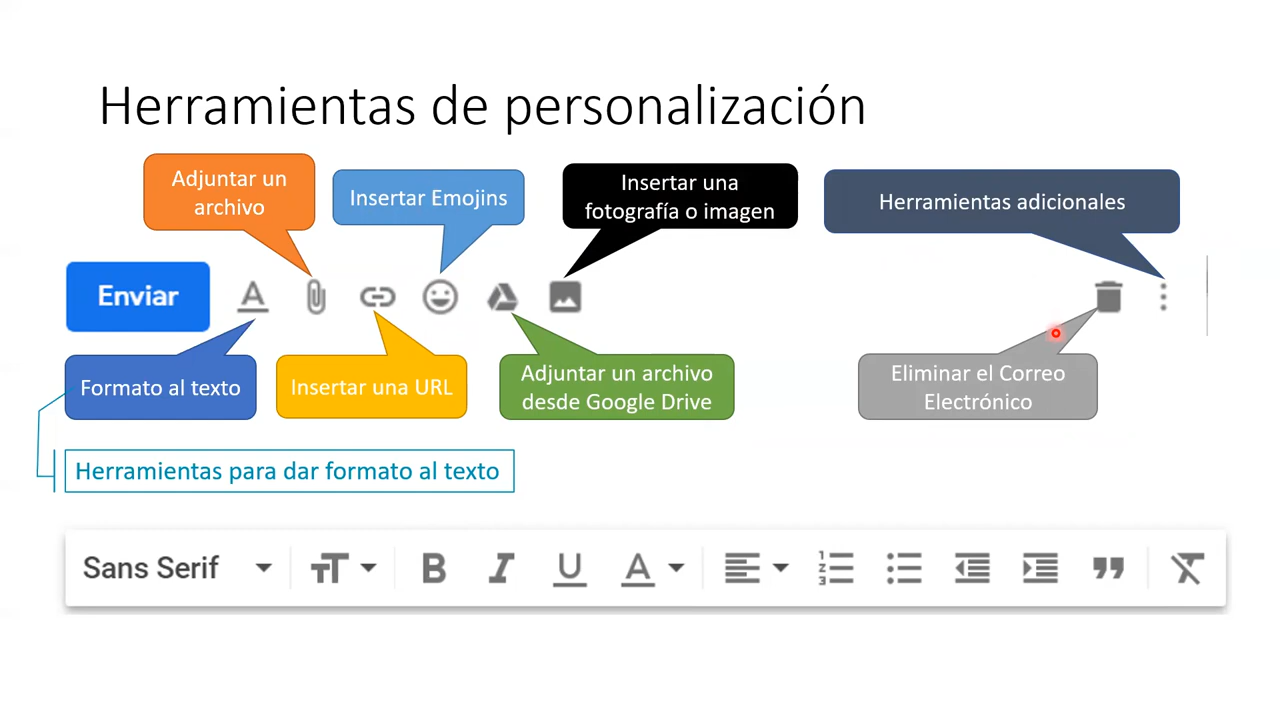 Herramientas de personalización
Adjuntar un
archivo
Insertar Emojins
Insertar una
fotografía o imagen
Herramientas adicionales
Enviar
A
Formato al texto
Insertar una URL
Adjuntar un archivo
desde Google Drive
Eliminar el Correo
Electrónico
Herramientas para dar formato al texto
Sans Serif
B I U A